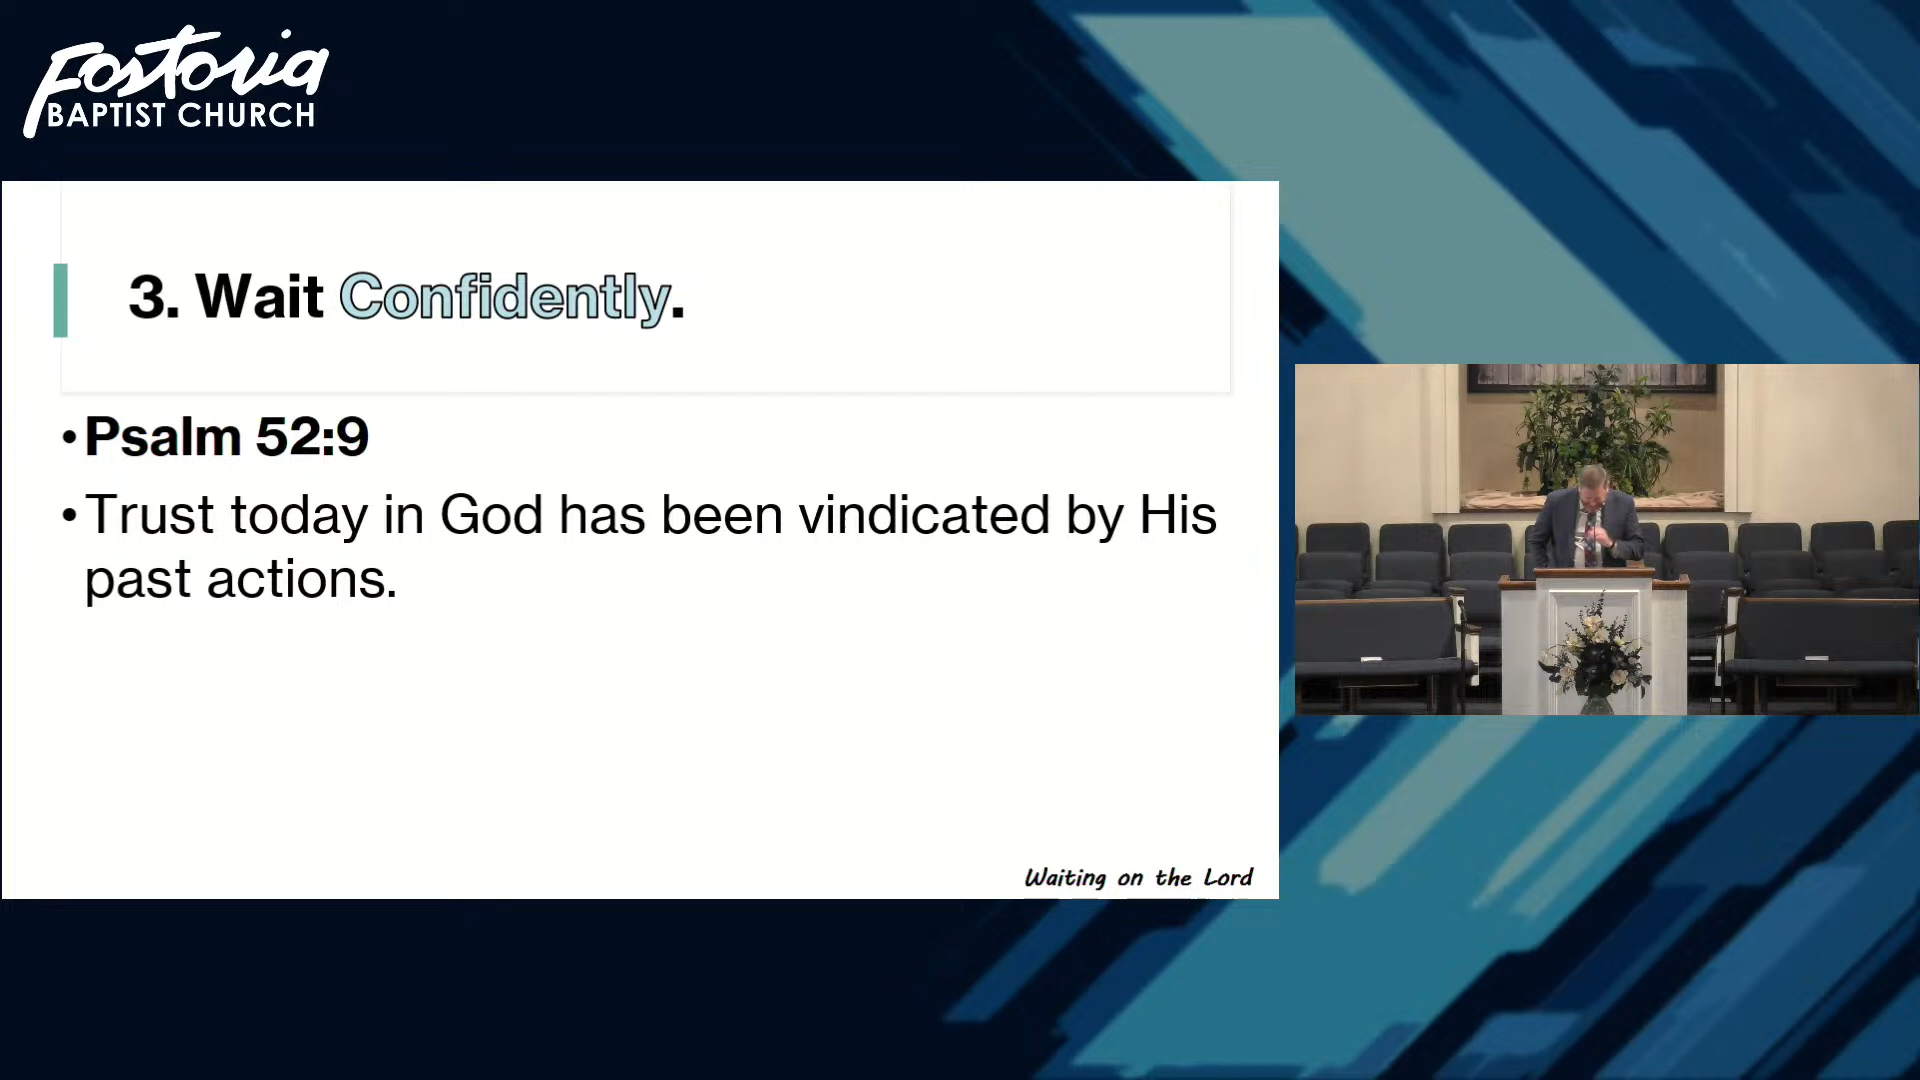 Fostoria
BAPTIST CHURCH
3. Wait Confidently.
•Psalm 52:9
•Trust today in God has been vindicated by His
past actions.
Waiting on the Lord